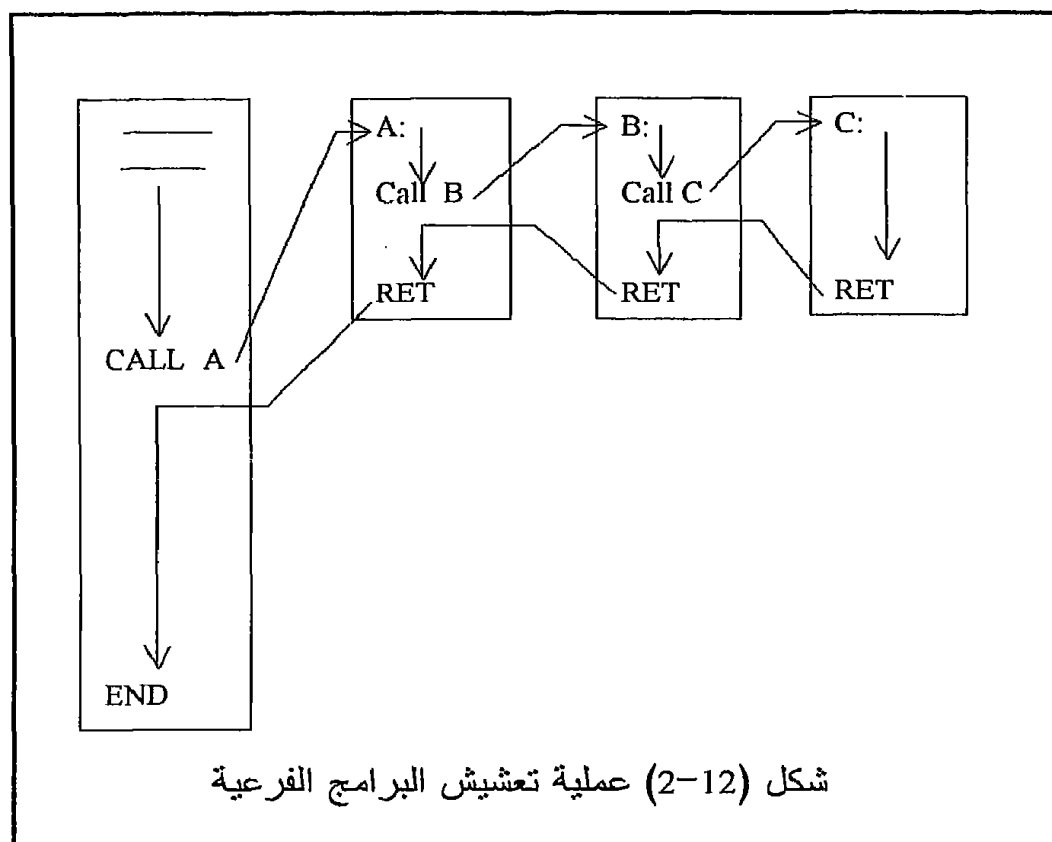 A:
B:
C:
Call B
Call C
RET
RET
RET
CALL A
END
شكل (12-2) عملية تعشيش البرامج الفرعية